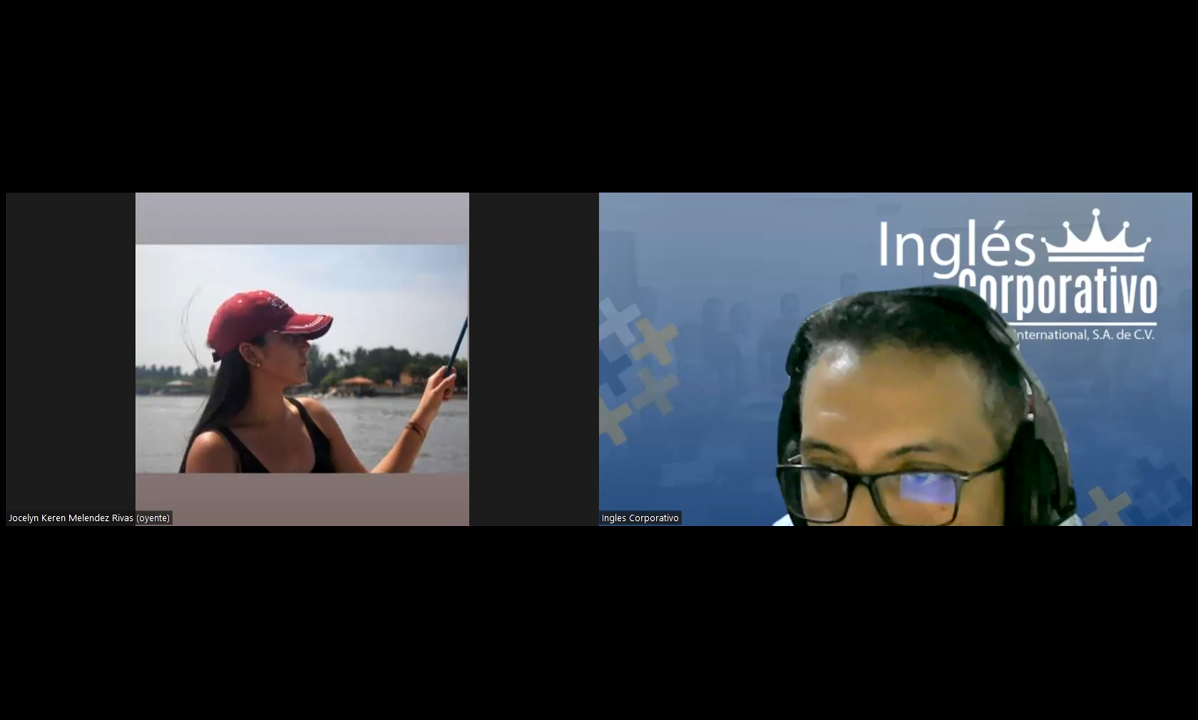 Inglés
Corporativo
International, S.A. de C.V.
Jocelyn Keren Melendez Rivas (oyente)
Ingles Corporativo